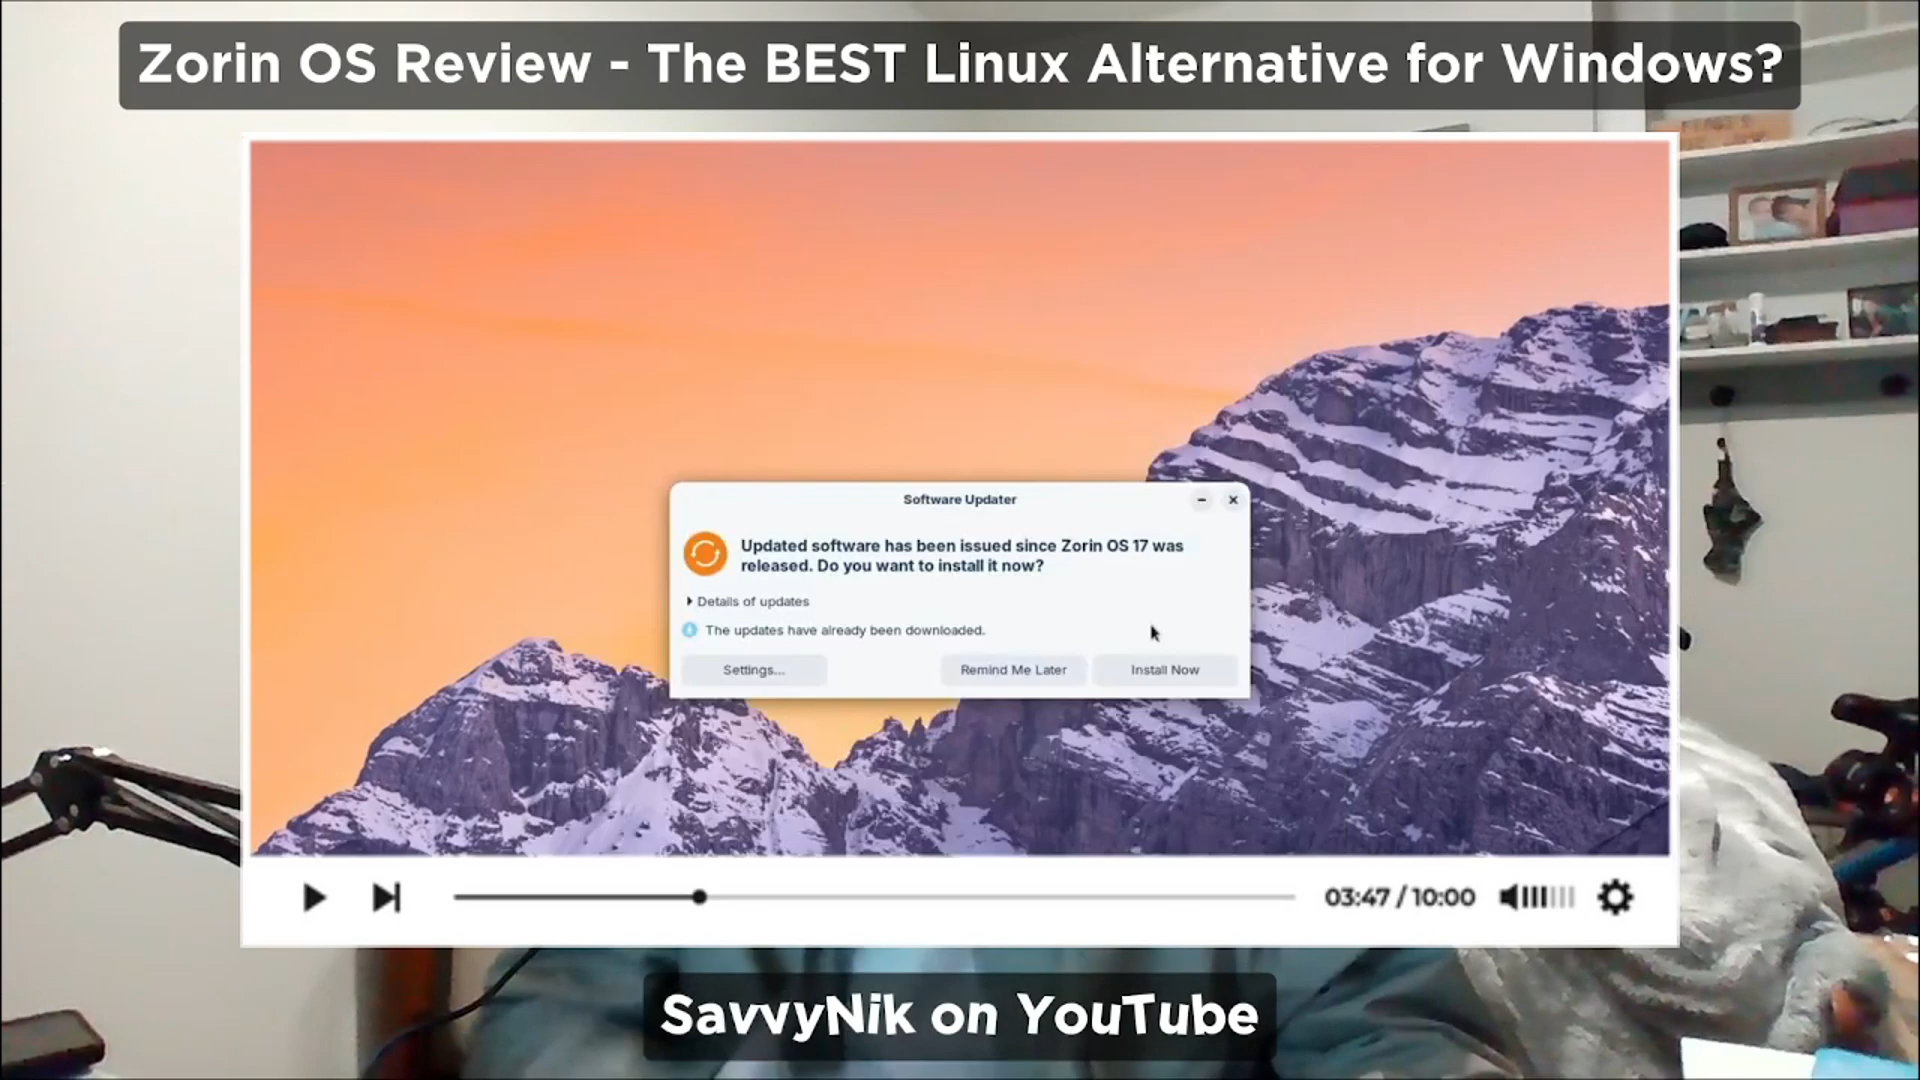 Zorin OS Review - The BEST Linux Alternative for Windows?
Software Updater
Updated software has been issued since Zorin OS 17 was
released. Do you want to install it now?
Details of updates
The updates have already been downloaded.
Settings...
Remind Me Later
Install Now
03:47 / 10:00
SavvyNik on YouTube